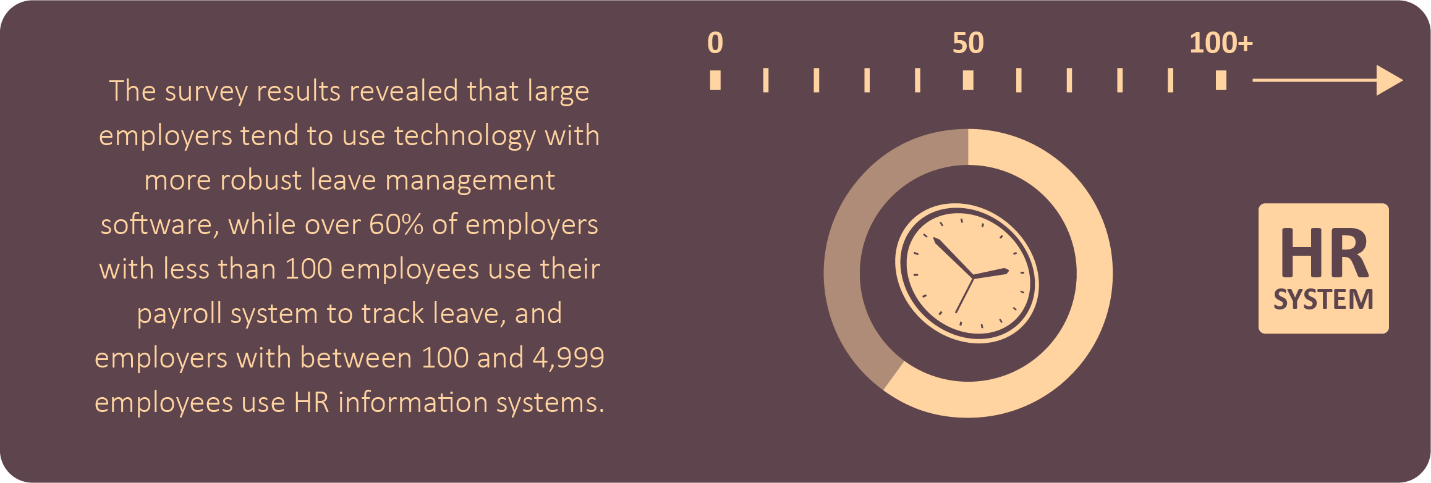 The survey results revealed that large
employers tend to use technology with
more robust leave management
software, while over 60% of employers
with less than 100 employees use their
payroll system to track leave, and
employers with between 100 and 4,999
employees use HR information systems.
0 50 100+
HR
SYSTEM